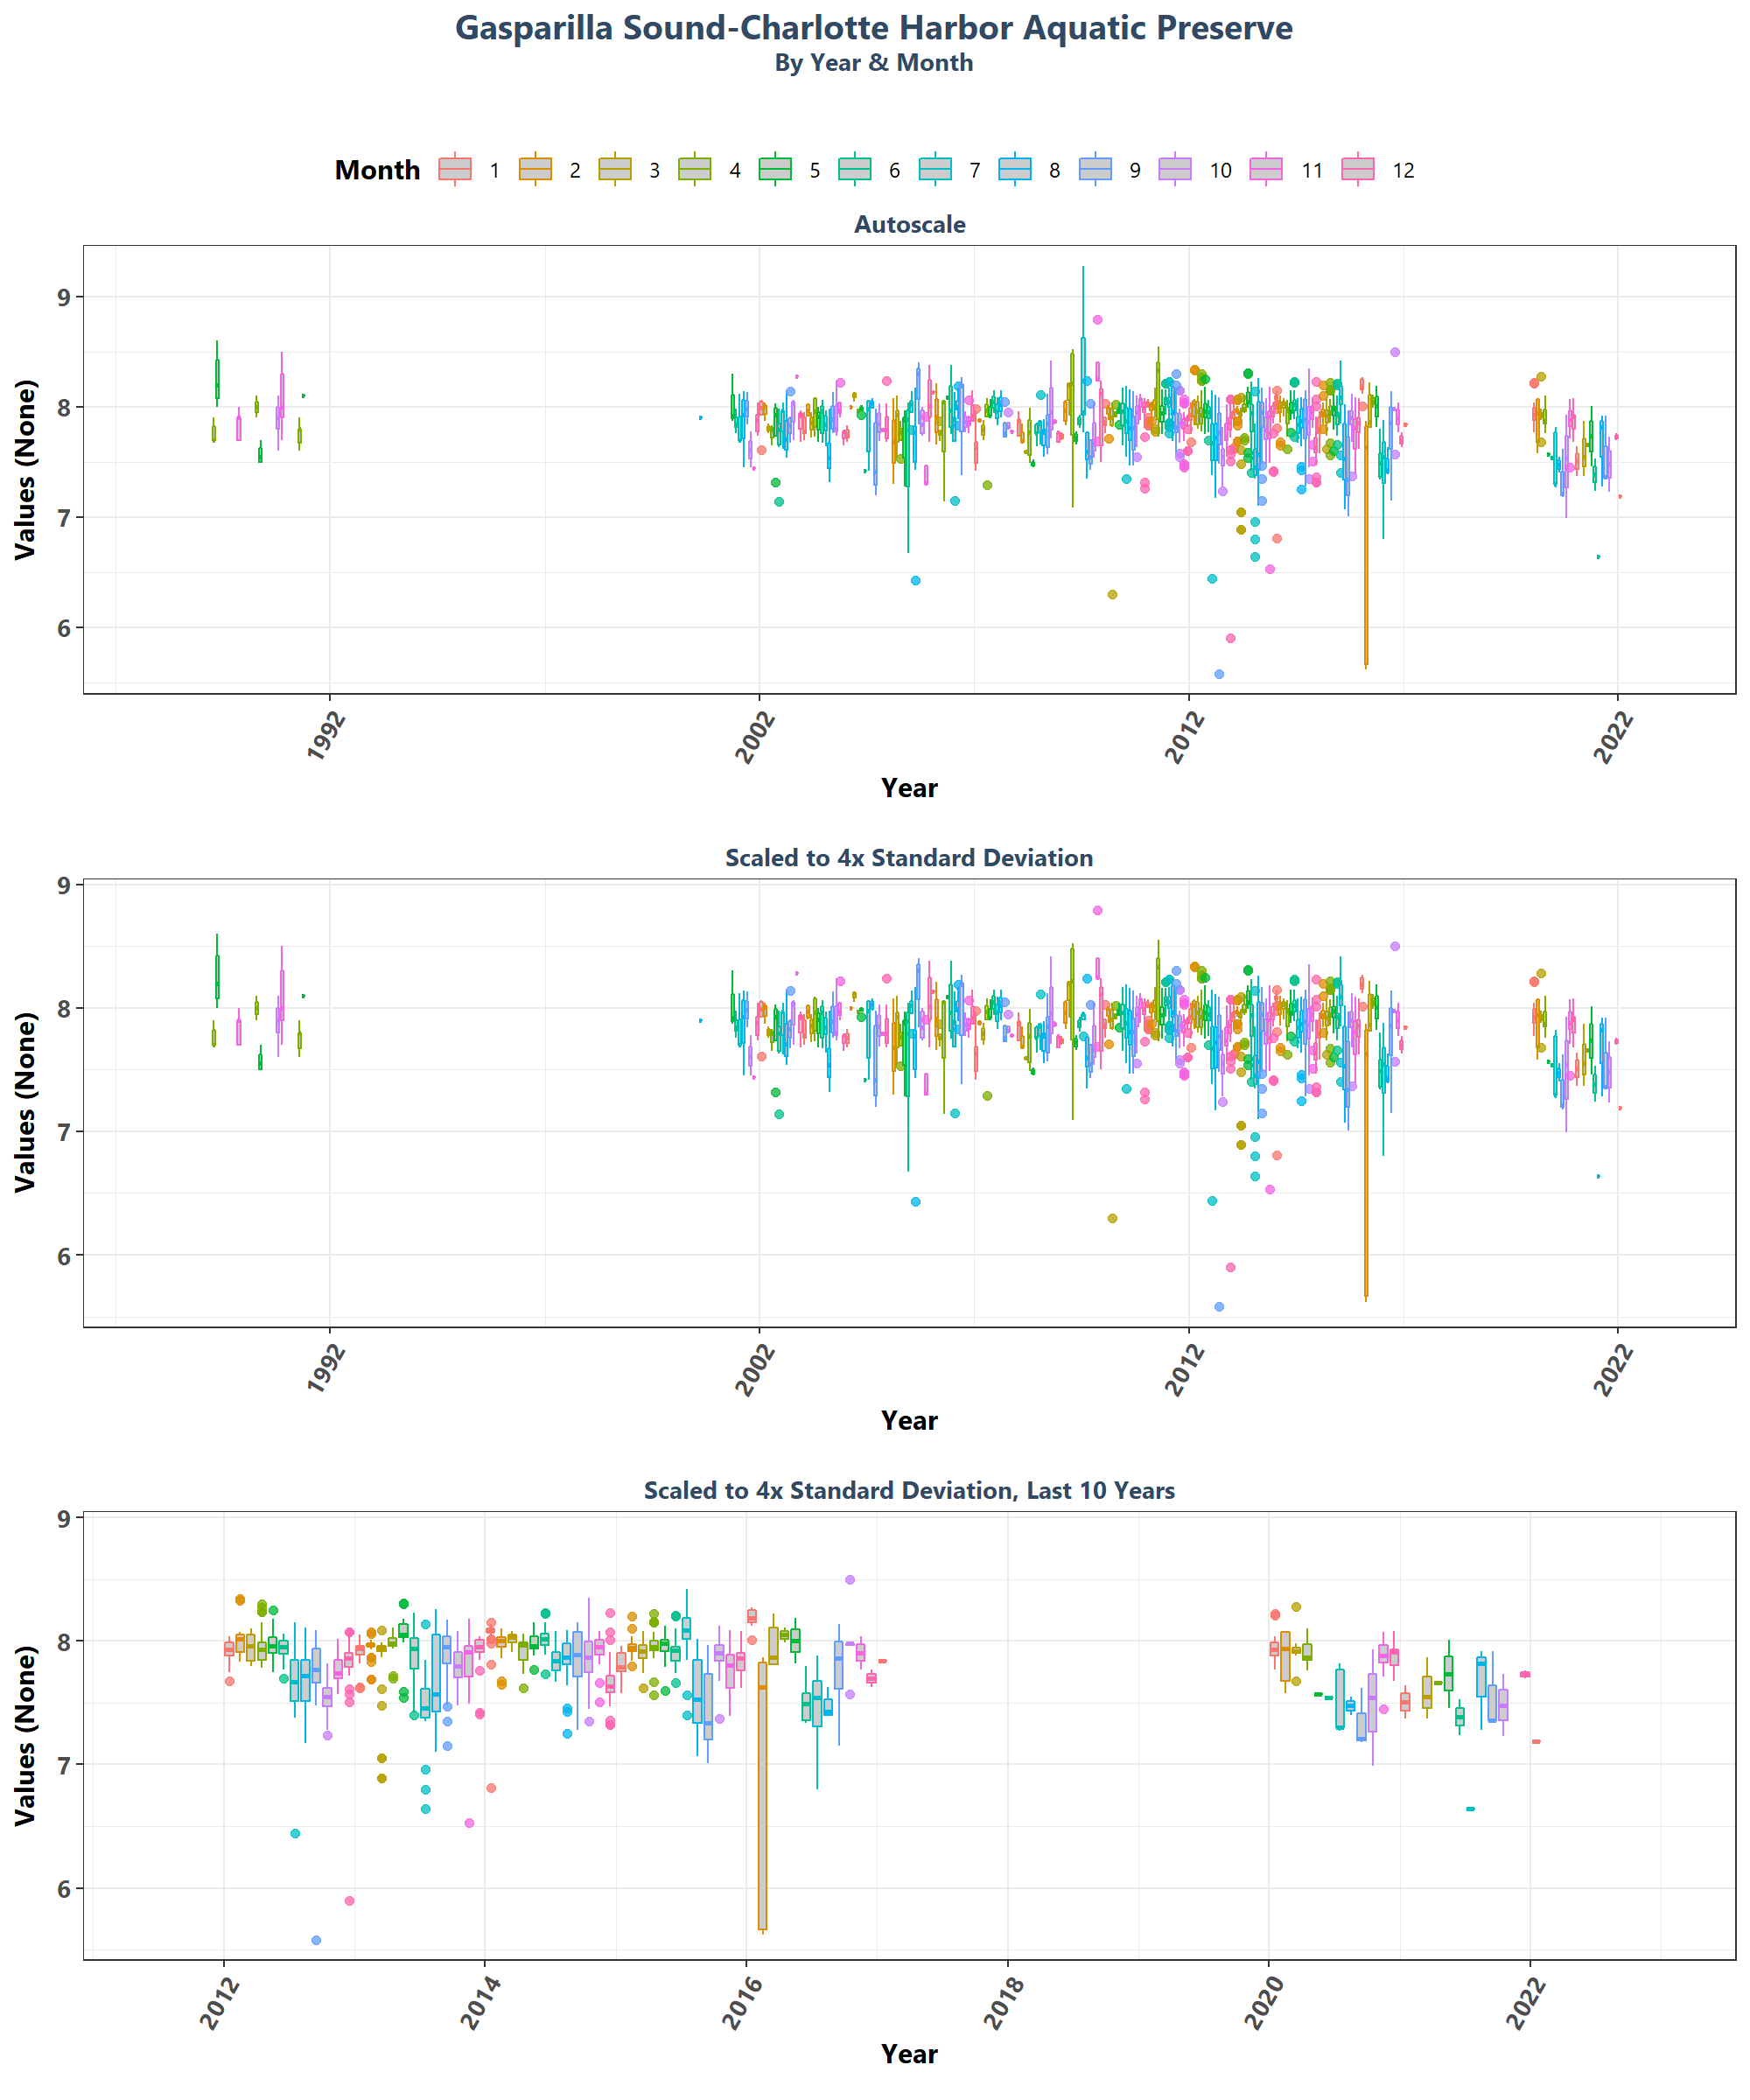 Gasparilla Sound-Charlotte Harbor Aquatic Preserve
By Year & Month
Month 1 2 3 4 5 6 7 8 9 10 11 12
Autoscale
Values (None)
9
8
7
6
1992 2002 2012 2022
Year
Scaled to 4x Standard Deviation
Values (None)
9
8
7
6
1992 2002 2012 2022
Year
Scaled to 4x Standard Deviation, Last 10 Years
Values (None)
9
8
7
6
2012 2014 2016 2018 2020 2022
Year